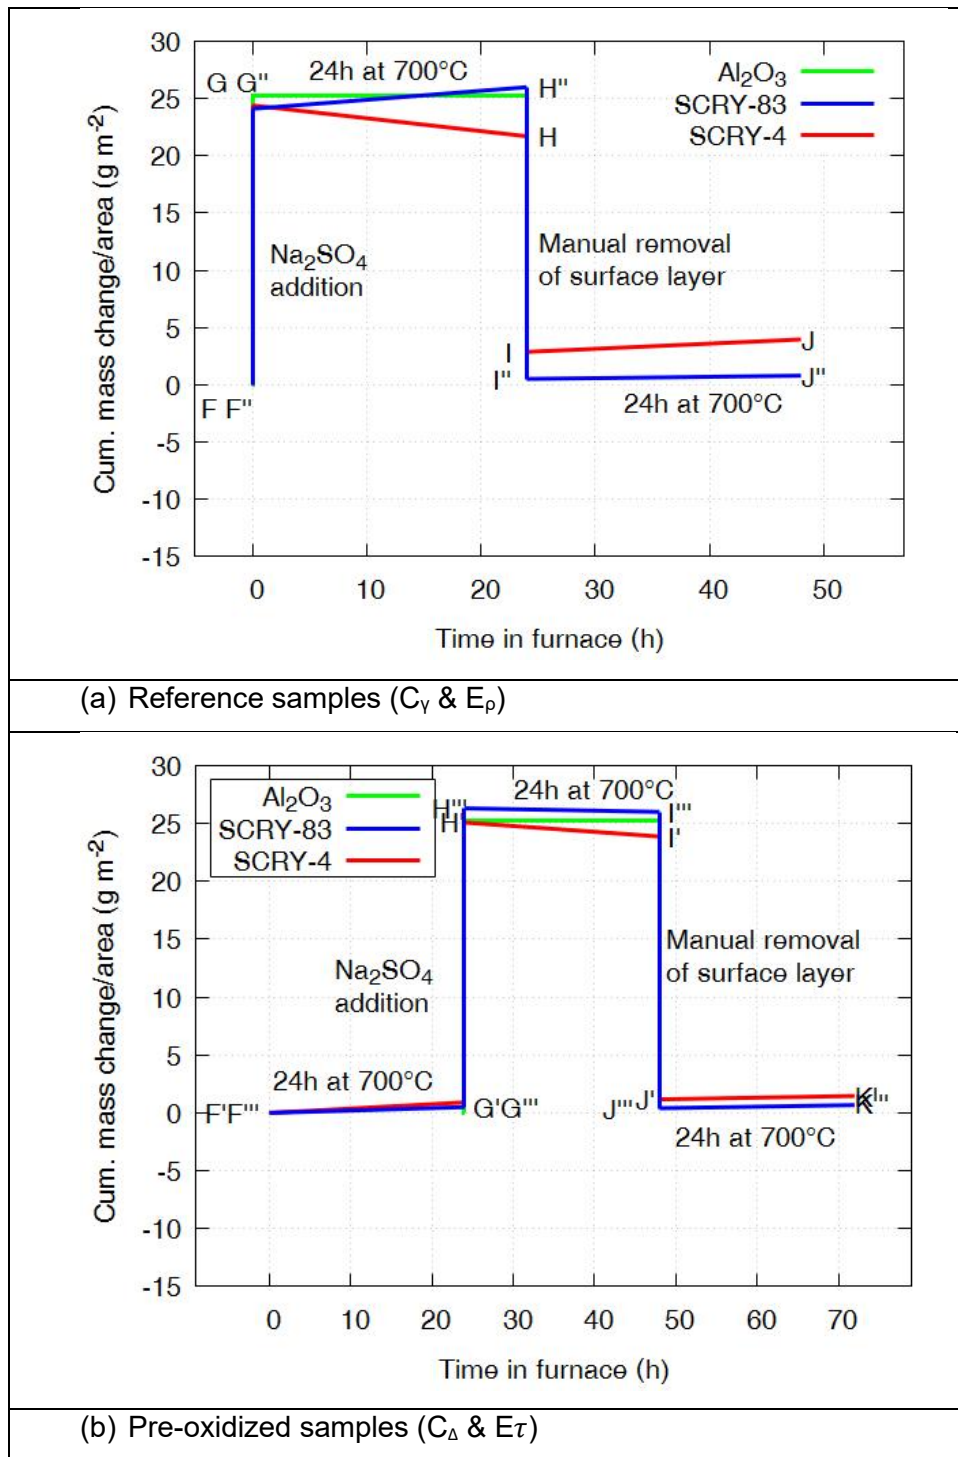 30
25
20
15
10
5
0
-5
-10
-15
Cum. mass change/area (g m⁻²)
G G"
24h at 700°C
H"
H
Al₂O₃
SCRY-83
SCRY-4
Na₂SO₄
addition
Manual removal
of surface layer
I
I"
J
J"
24h at 700°C
F F"
0 10 20 30 40 50
Time in furnace (h)
(a) Reference samples (Cᵧ & Eᵨ)
30
25
20
15
10
5
0
-5
-10
-15
Cum. mass change/area (g m⁻²)
Al₂O₃
SCRY-83
SCRY-4
H'''
H'
24h at 700°C
I'''
I'
Na₂SO₄
addition
Manual removal
of surface layer
24h at 700°C
F'F'''
G'G'''
J'''
J'
K'''
24h at 700°C
0 10 20 30 40 50 60 70
Time in furnace (h)
(b) Pre-oxidized samples (C_Δ & Eτ)